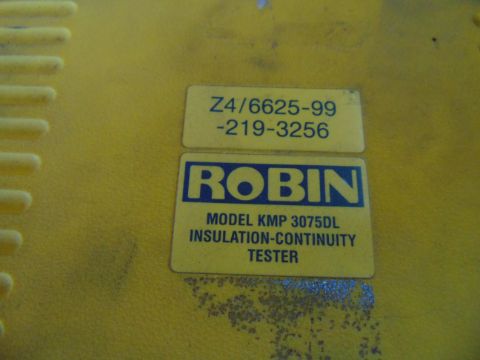 Z4/6625-99
-219-3256
ROBIN
MODEL KMP 3075DL
INSULATION-CONTINUITY
TESTER